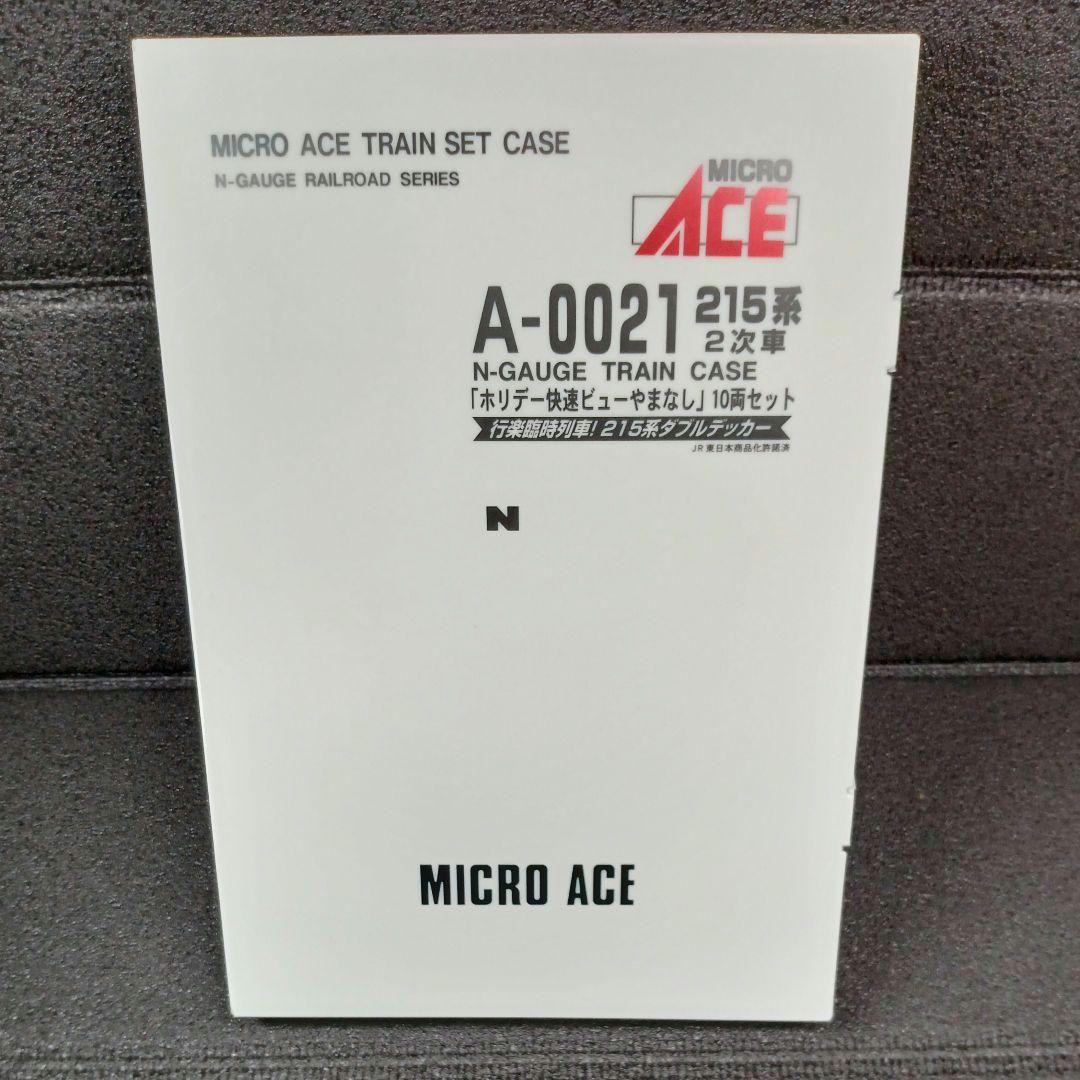 MICRO ACE TRAIN SET CASE
N-GAUGE RAILROAD SERIES
MICRO
ACE
A-0021 215系
2次車
N-GAUGE TRAIN CASE
「ホリデー快速ビューやまなし」10両セット
行楽臨時列車! 215系ダブルデッカー
JR東日本商品化許諾済
N
MICRO ACE